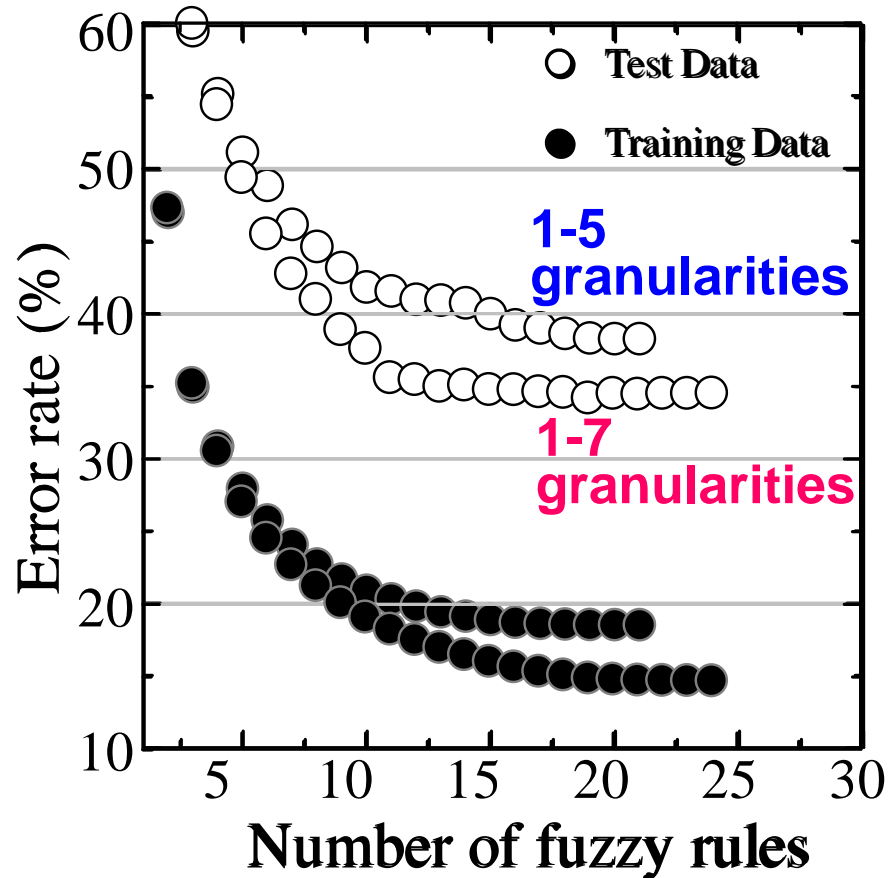 60
50
40
30
20
10
Error rate (%)
Test Data
Training Data
1-5
granularities
1-7
granularities
5
10
15
20
25
30
Number of fuzzy rules